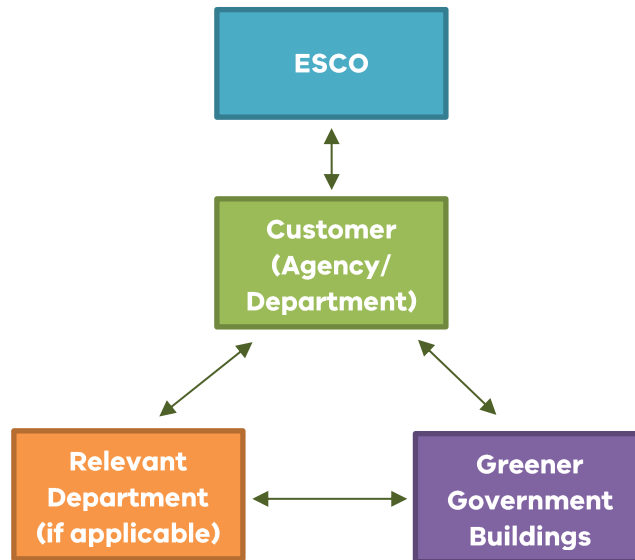 ESCO
Customer
(Agency/
Department)
Relevant
Department
(if applicable)
Greener
Government
Buildings